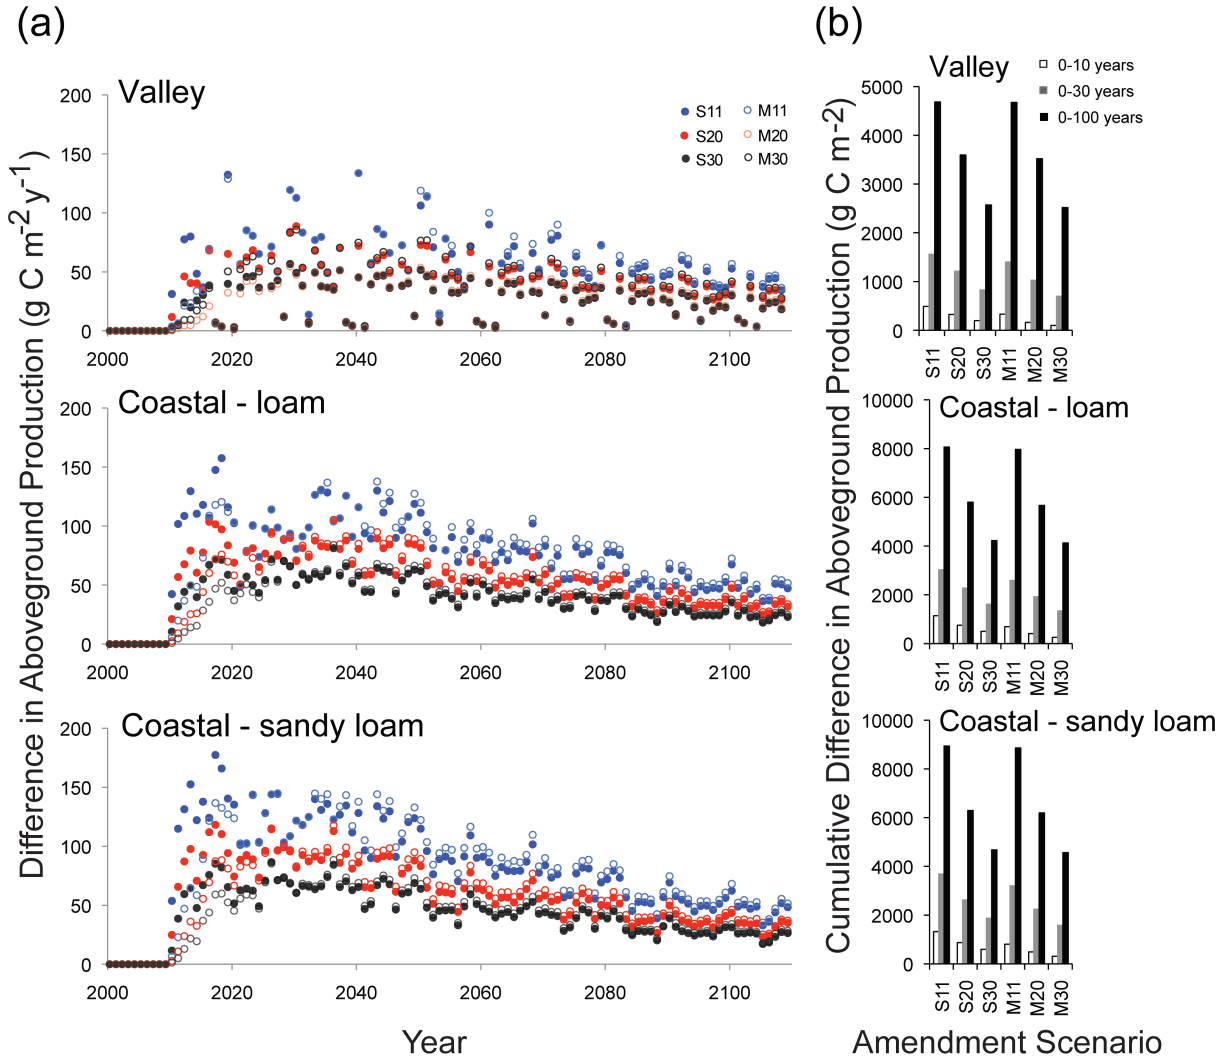 (a)
Difference in Aboveground Production (g C m-2 y-1 )
Valley
200
150
100
50
0
2000 2020 2040 2060 2080 2100
S11 M11
S20 M20
S30 M30
Coastal - loam
200
150
100
50
0
2000 2020 2040 2060 2080 2100
Coastal - sandy loam
200
150
100
50
0
2000 2020 2040 2060 2080 2100
Year
(b)
Cumulative Difference in Aboveground Production (g C m-2)
Valley
0-10 years
0-30 years
0-100 years
5000
4000
3000
2000
1000
0
S11 S20 S30 M11 M20 M30
Coastal - loam
10000
8000
6000
4000
2000
0
S11 S20 S30 M11 M20 M30
Coastal - sandy loam
10000
8000
6000
4000
2000
0
S11 S20 S30 M11 M20 M30
Amendment Scenario